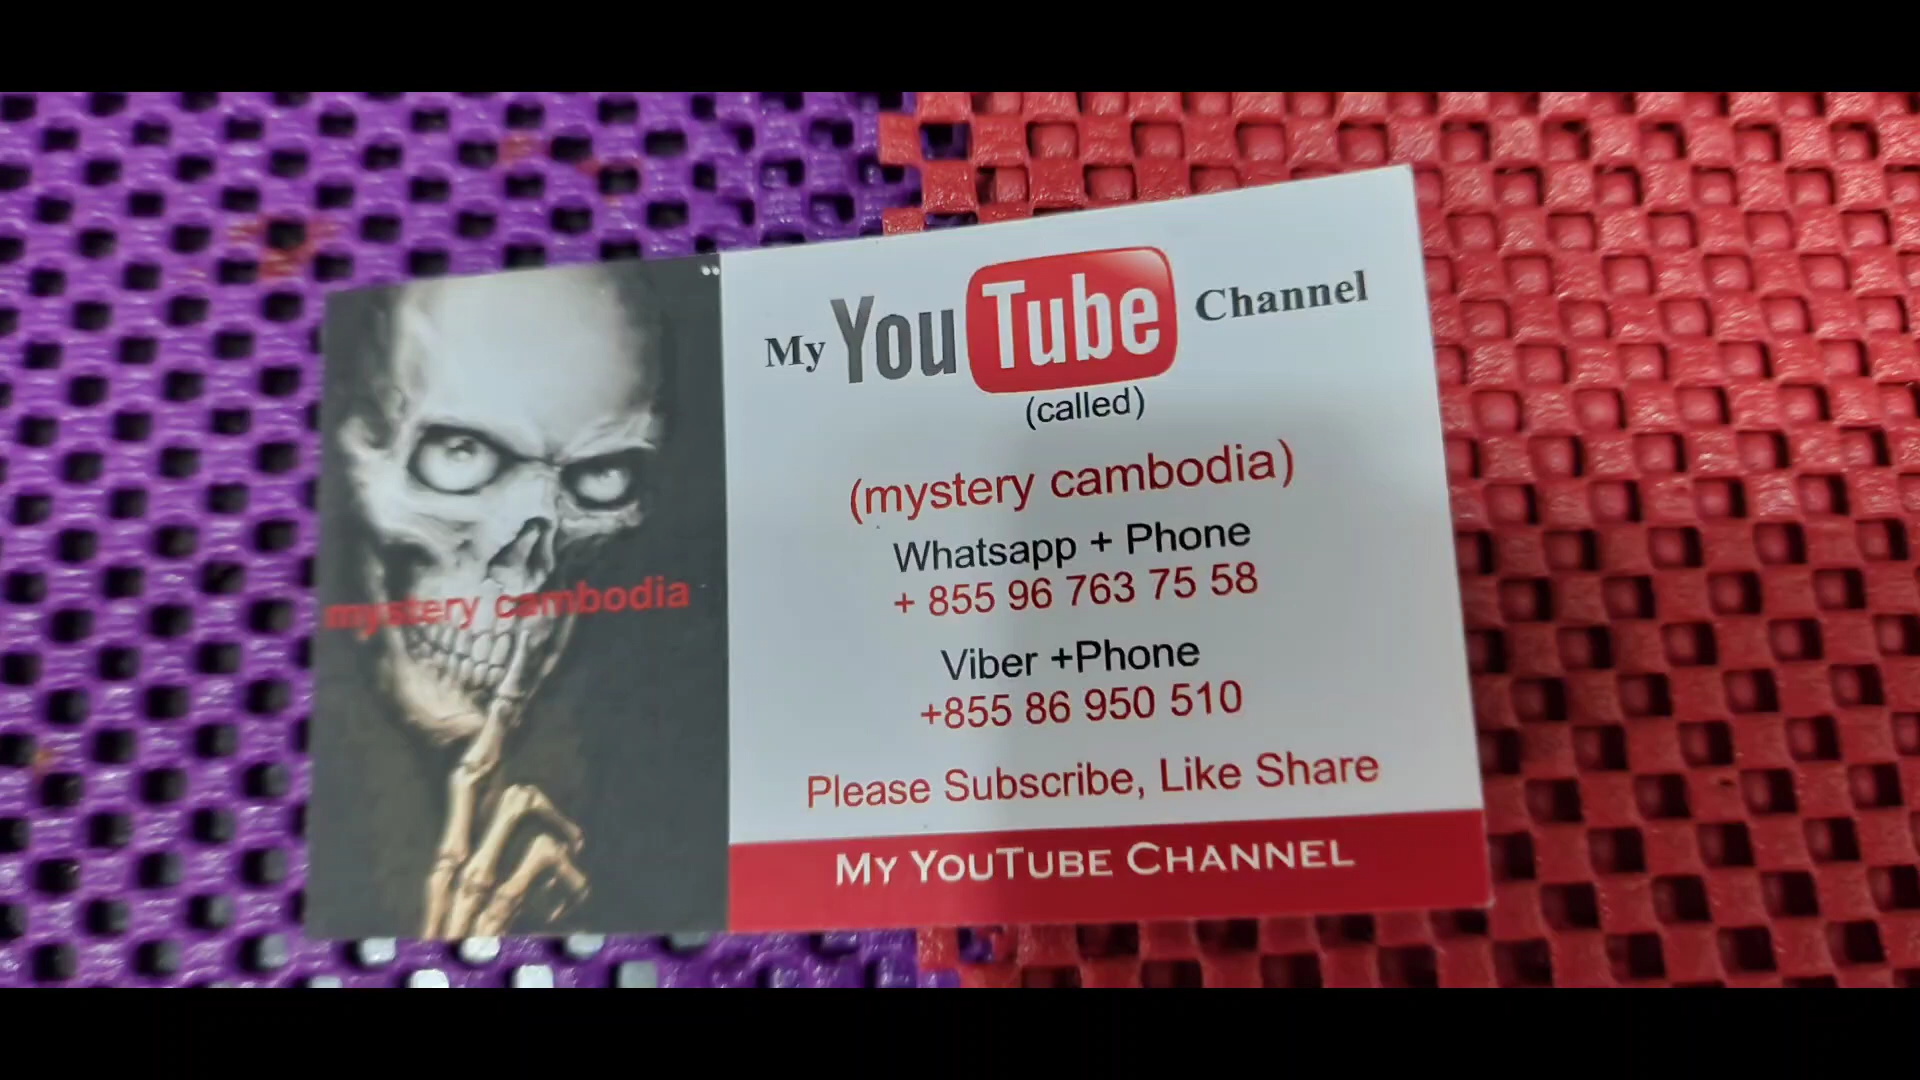 mystery cambodia
My YouTube Channel
(called)
(mystery cambodia)
Whatsapp + Phone
+ 855 96 763 75 58
Viber +Phone
+855 86 950 510
Please Subscribe, Like Share
MY YOUTUBE CHANNEL